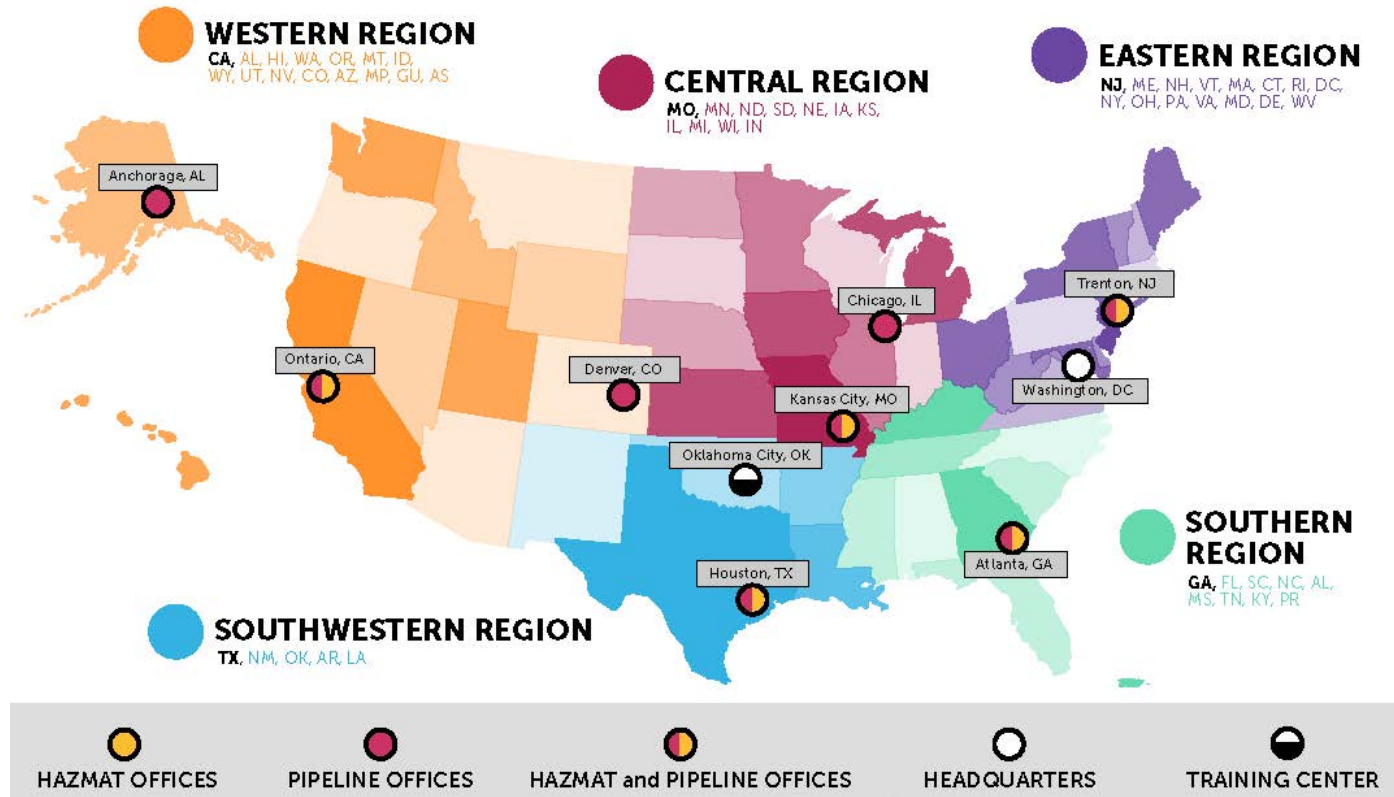 WESTERN REGION
CA, AL, HI, WA, OR, MT, ID,
WY, UT, NV, CO, AZ, MP, GU, AS
CENTRAL REGION
MO, MN, ND, SD, NE, IA, KS,
IL, MI, WI, IN
EASTERN REGION
NJ, ME, NH, VT, MA, CT, RI, DC,
NY, OH, PA, VA, MD, DE, WV
Anchorage, AL
Trenton, NJ
Chicago, IL
Ontario, CA
Denver, CO
Washington, DC
Kansas City, MO
Oklahoma City, OK
SOUTHERN
REGION
GA, FL, SC, NC, AL,
MS, TN, KY, PR
Atlanta, GA
Houston, TX
SOUTHWESTERN REGION
TX, NM, OK, AR, LA
HAZMAT OFFICES
PIPELINE OFFICES
HAZMAT and PIPELINE OFFICES
HEADQUARTERS
TRAINING CENTER